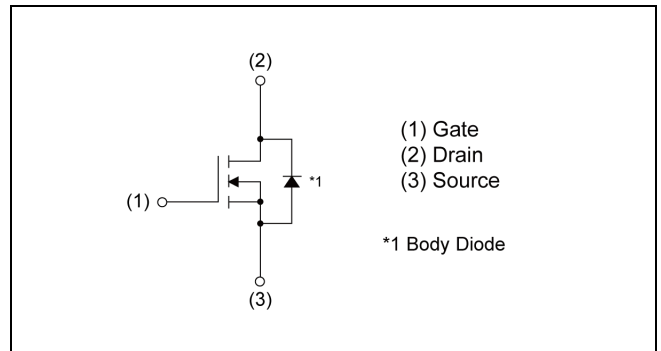 (2)
(1)
*1
(3)
(1) Gate
(2) Drain
(3) Source
*1 Body Diode